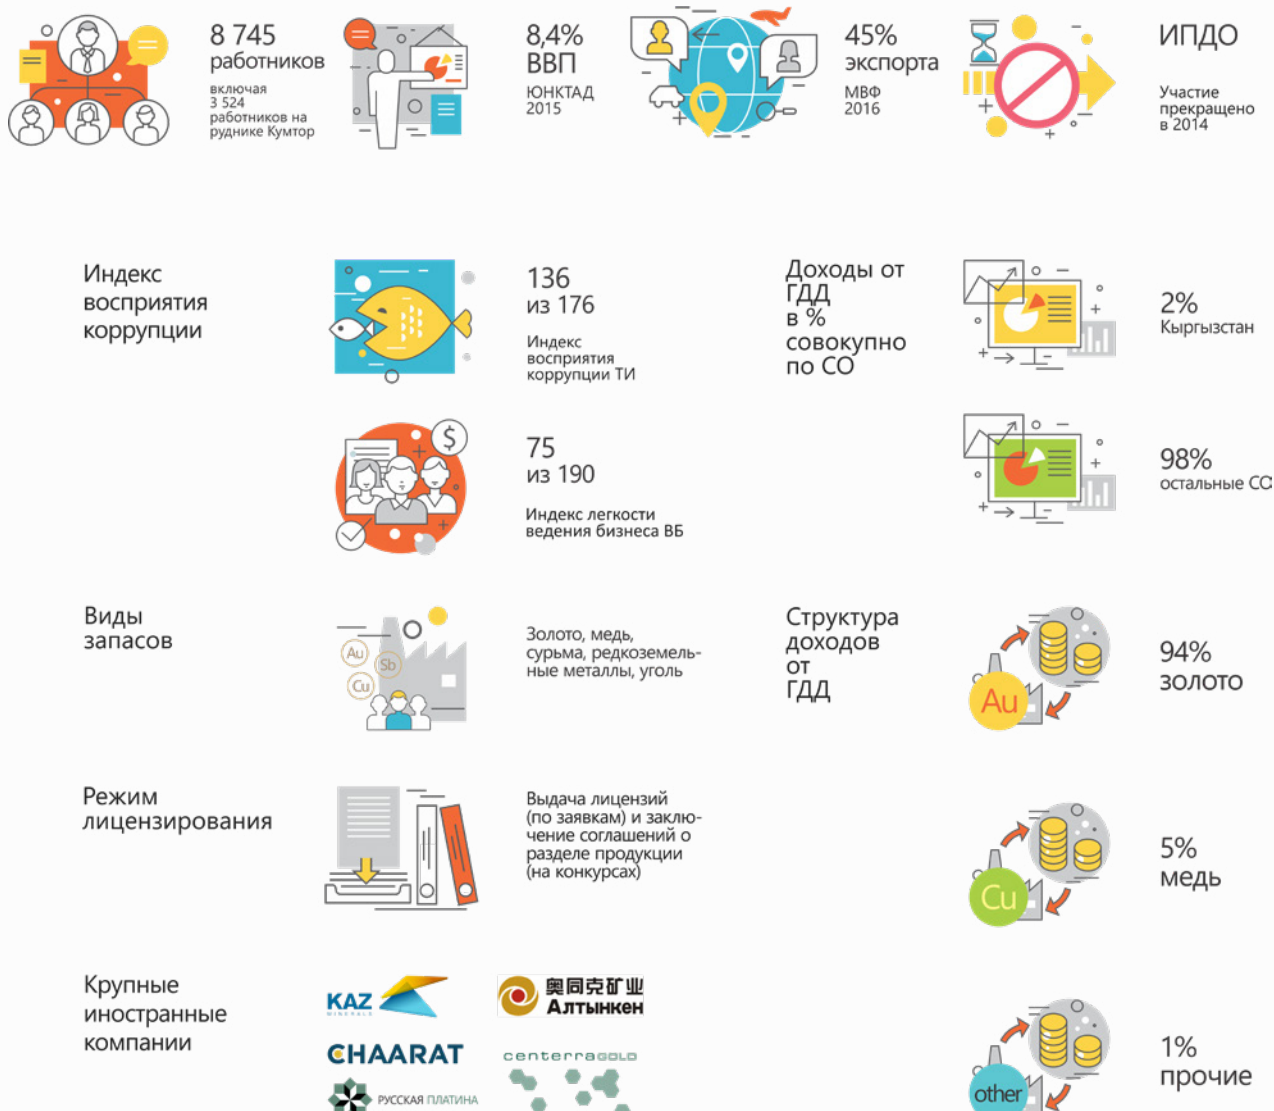 8 745
работников
включая
3 524
работников на
руднике Кумтор
8,4%
ВВП
ЮНКТАД
2015
45%
экспорта
МВФ
2016
ИПДО
Участие
прекращено
в 2014
Индекс
восприятия
коррупции
136
из 176
Индекс
восприятия
коррупции ТИ
$
75
из 190
Индекс легкости
ведения бизнеса ВБ
Доходы от
ГДД
в %
совокупно
по СО
2%
Кыргызстан
98%
остальные СС
Виды
запасов
Au
Sb
Cu
Золото, медь,
сурьма, редкоземель-
ные металлы, уголь
Структура
доходов
от
ГДД
Au
94%
золото
Режим
лицензирования
Выдача лицензий
(по заявкам) и заклю-
чение соглашений о
разделе продукции
(на конкурсах)
Cu
5%
медь
Крупные
иностранные
компании
KAZ
MINERALS
奥同克矿业
Алтынкен
CHAARAT
centerraGOLD
РУССКАЯ ПЛАТИНА
other
1%
прочие